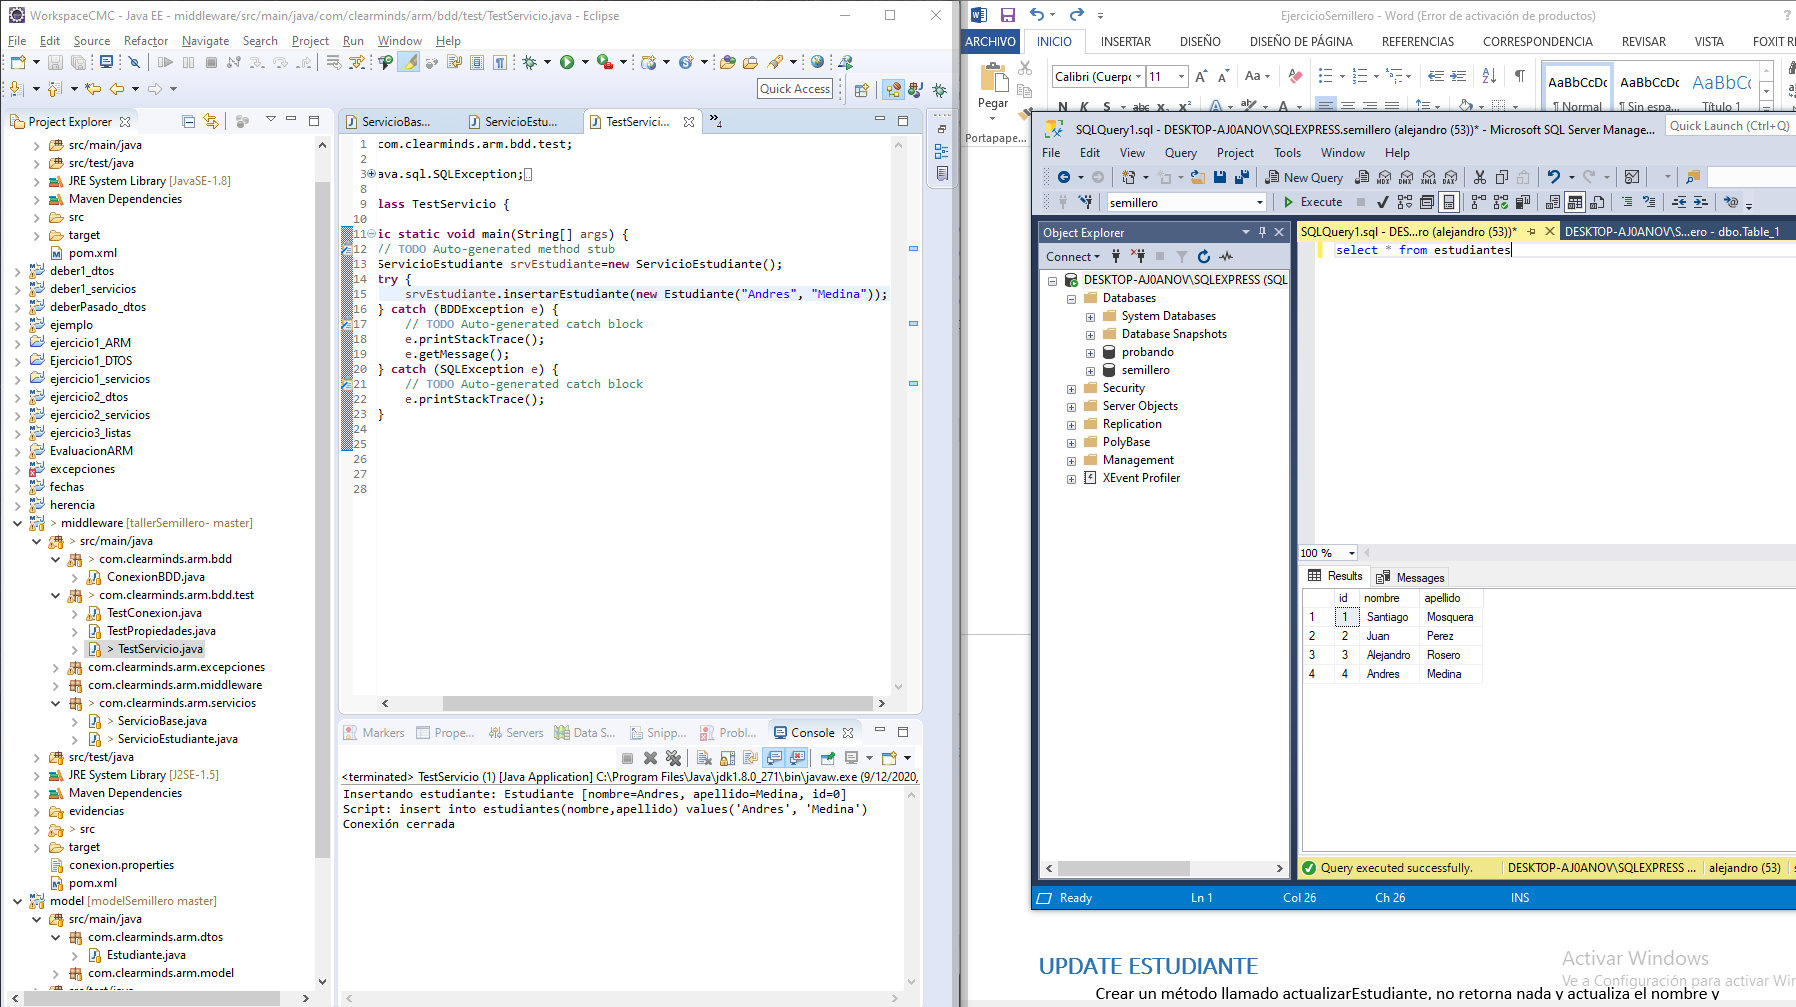 WorkspaceCMC - Java EE - middleware/src/main/java/com/clearminds/arm/bdd/test/TestServicio.java - Eclipse
File Edit Source Refactor Navigate Search Project Run Window Help
Quick Access
Project Explorer
src/main/java
src/test/java
JRE System Library [JavaSE-1.8]
Maven Dependencies
src
target
pom.xml
deber1_dtos
deber1_servicios
deberPasado_dtos
ejemplo
ejercicio1_ARM
Ejercicio1_DTOS
ejercicio1_servicios
ejercicio2_dtos
ejercicio2_servicios
ejercicio3_listas
EvaluacionARM
excepciones
fechas
herencia
> middleware [tallerSemillero- master]
> src/main/java
> com.clearminds.arm.bdd
ConexionBDD.java
> com.clearminds.arm.bdd.test
TestConexion.java
TestPropiedades.java
> TestServicio.java
com.clearminds.arm.excepciones
com.clearminds.arm.middleware
> com.clearminds.arm.servicios
> ServicioBase.java
> ServicioEstudiante.java
src/test/java
JRE System Library [J2SE-1.5]
Maven Dependencies
evidencias
> src
target
conexion.properties
pom.xml
model [modelSemillero master]
src/main/java
com.clearminds.arm.dtos
Estudiante.java
com.clearminds.arm.model
src/test/java
ServicioBas... ServicioEstu... TestServici... »4
1 com.clearminds.arm.bdd.test;
2
3 ava.sql.SQLException;
8
9 lass TestServicio {
10
11 ic static void main(String[] args) {
12 // TODO Auto-generated method stub
13 ServicioEstudiante srvEstudiante=new ServicioEstudiante();
14 try {
15 srvEstudiante.insertarEstudiante(new Estudiante("Andres", "Medina"));
16 } catch (BDDException e) {
17 // TODO Auto-generated catch block
18 e.printStackTrace();
19 e.getMessage();
20 } catch (SQLException e) {
21 // TODO Auto-generated catch block
22 e.printStackTrace();
23 }
24
25
26
27
28
Markers Prope... Servers Data S... Snipp... Probl... Console
<terminated> TestServicio (1) [Java Application] C:\Program Files\Java\jdk1.8.0_271\bin\javaw.exe (9/12/2020,
Insertando estudiante: Estudiante [nombre=Andres, apellido=Medina, id=0]
Script: insert into estudiantes(nombre,apellido) values('Andres', 'Medina')
Conexión cerrada
EjercicioSemillero - Word (Error de activación de productos)
ARCHIVO INICIO INSERTAR DISEÑO DISEÑO DE PÁGINA REFERENCIAS CORRESPONDENCIA REVISAR VISTA FOXIT RE
Calibri (Cuerpo 11
Pegar
Portapape...
N K S abc x₂ x²
AaBbCcDc AaBbCcDc AaBbC(
¶ Normal ¶ Sin espa... Título 1
SQLQuery1.sql - DESKTOP-AJ0ANOV\SQLEXPRESS.semillero (alejandro (53))* - Microsoft SQL Server Manage...
Quick Launch (Ctrl+Q)
File Edit View Query Project Tools Window Help
New Query
semillero Execute
Object Explorer
Connect
DESKTOP-AJ0ANOV\SQLEXPRESS (SQL
Databases
System Databases
Database Snapshots
probando
semillero
Security
Server Objects
Replication
PolyBase
Management
XEvent Profiler
SQLQuery1.sql - DES...ro (alejandro (53))* DESKTOP-AJ0ANOV\S...ero - dbo.Table_1
select * from estudiantes
100 %
Results Messages
id nombre apellido
1 1 Santiago Mosquera
2 2 Juan Perez
3 3 Alejandro Rosero
4 4 Andres Medina
Query executed successfully. DESKTOP-AJ0ANOV\SQLEXPRESS ... alejandro (53) s
Ready Ln 1 Col 26 Ch 26 INS
UPDATE ESTUDIANTE
Crear un método llamado actualizarEstudiante, no retorna nada y actualiza el nombre y
Activar Windows
Ve a Configuración para activar Win